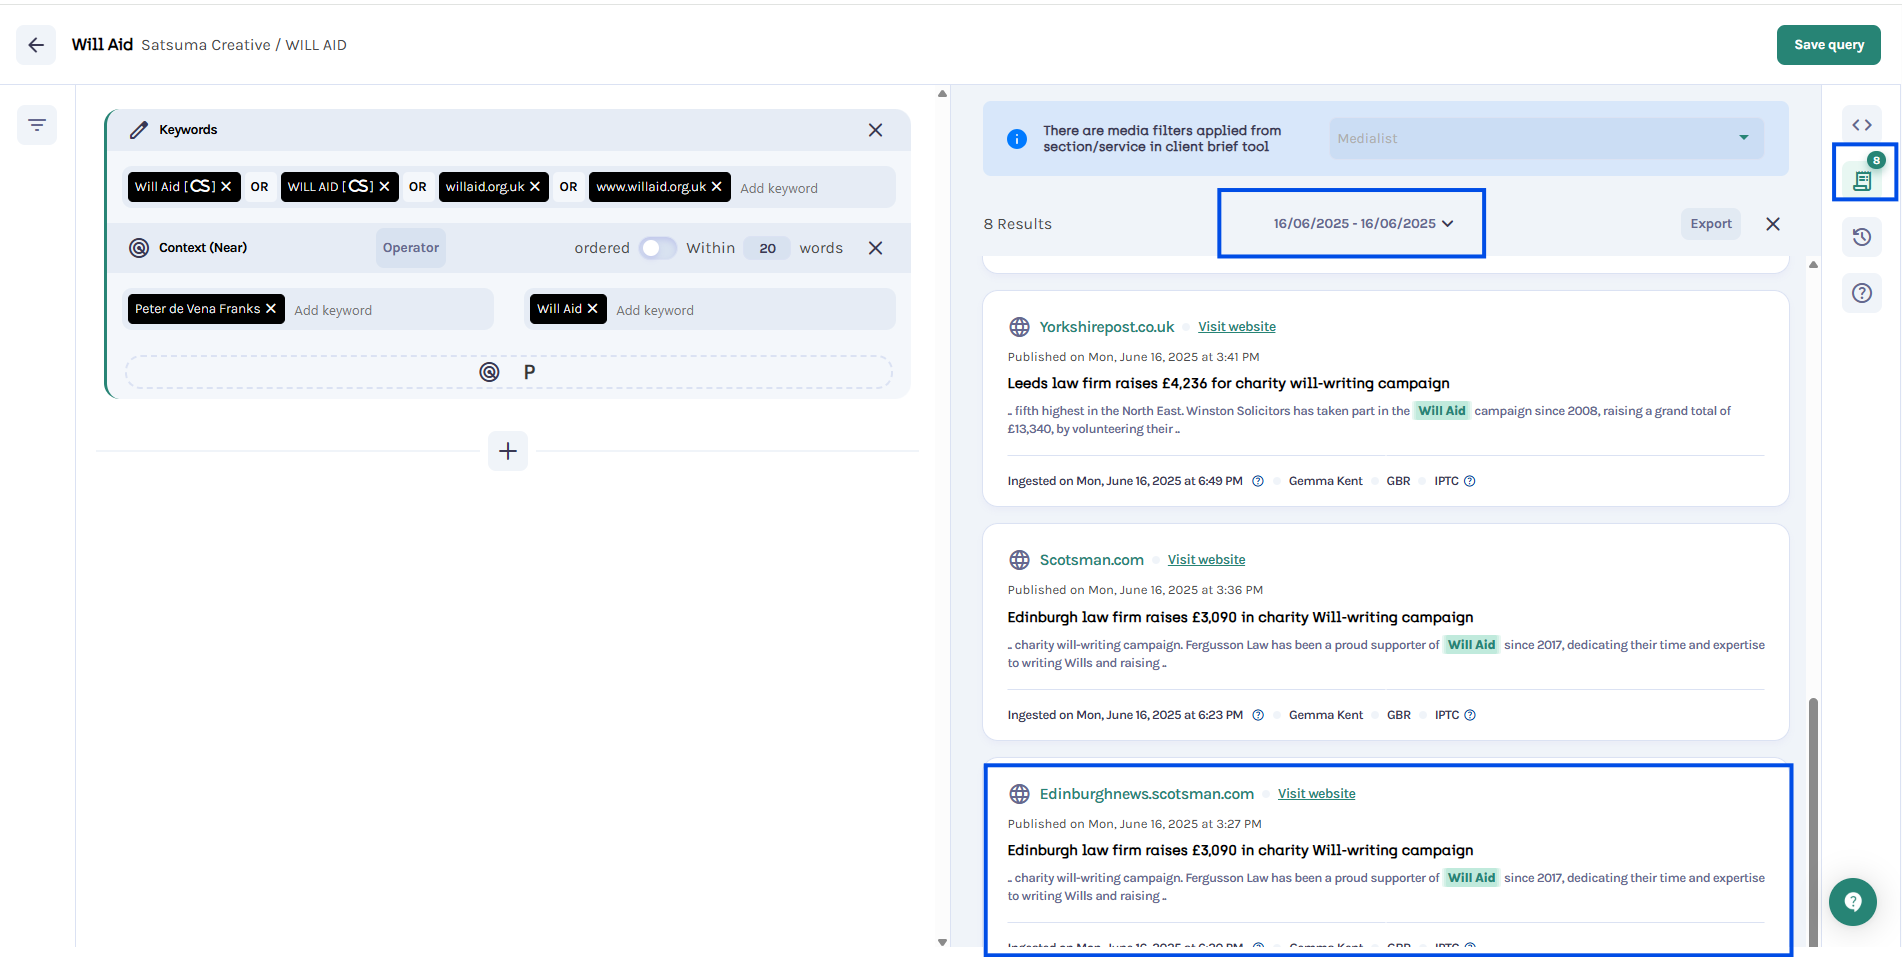 Will Aid Satsuma Creative / WILL AID
Save query
Keywords
Will Aid [CS] OR WILL AID [CS] OR willaid.org.uk OR www.willaid.org.uk Add keyword
Context (Near) Operator ordered Within 20 words
Peter de Vena Franks Add keyword Will Aid Add keyword
P
There are media filters applied from
section/service in client brief tool
Medialist
8
8 Results 16/06/2025 - 16/06/2025 Export
Yorkshirepost.co.uk Visit website
Published on Mon, June 16, 2025 at 3:41 PM
Leeds law firm raises £4,236 for charity will-writing campaign
.. fifth highest in the North East. Winston Solicitors has taken part in the Will Aid campaign since 2008, raising a grand total of
£13,340, by volunteering their ..
Ingested on Mon, June 16, 2025 at 6:49 PM Gemma Kent GBR IPTC
Scotsman.com Visit website
Published on Mon, June 16, 2025 at 3:36 PM
Edinburgh law firm raises £3,090 in charity Will-writing campaign
.. charity will-writing campaign. Fergusson Law has been a proud supporter of Will Aid since 2017, dedicating their time and expertise
to writing Wills and raising ..
Ingested on Mon, June 16, 2025 at 6:23 PM Gemma Kent GBR IPTC
Edinburghnews.scotsman.com Visit website
Published on Mon, June 16, 2025 at 3:27 PM
Edinburgh law firm raises £3,090 in charity Will-writing campaign
.. charity will-writing campaign. Fergusson Law has been a proud supporter of Will Aid since 2017, dedicating their time and expertise
to writing Wills and raising ..
Ingested on Mon, June 16, 2025 at PM Gemma Kent GBR IPTC